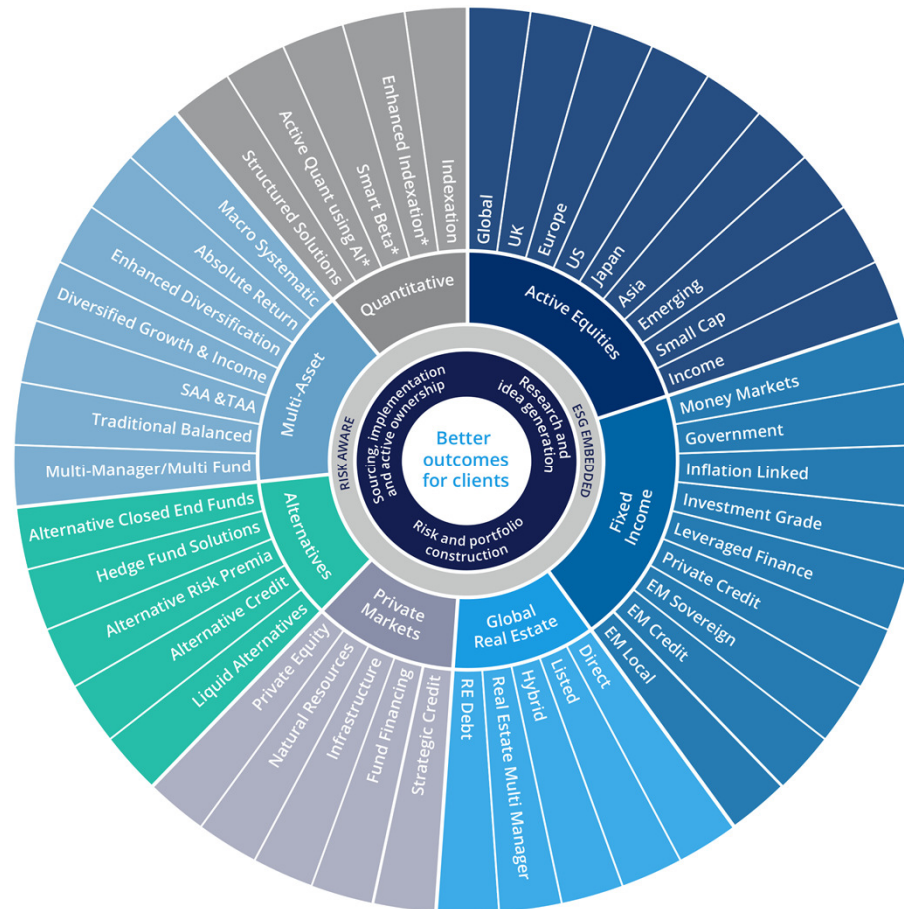 Better
outcomes
for clients
Research and
idea generation
Risk and portfolio
construction
Sourcing, implementation
and active ownership
RISK AWARE
ESG EMBEDDED
Active Equities
Global
UK
Europe
US
Japan
Asia
Emerging
Small Cap
Income
Fixed
Income
Money Markets
Government
Inflation Linked
Investment Grade
Leveraged Finance
Private Credit
EM Sovereign
EM Credit
EM Local
Global
Real Estate
Direct
Listed
Hybrid
Real Estate Multi Manager
RE Debt
Private
Markets
Strategic Credit
Fund Financing
Infrastructure
Natural Resources
Private Equity
Alternatives
Liquid Alternatives
Alternative Credit
Alternative Risk Premia
Hedge Fund Solutions
Alternative Closed End Funds
Multi-Asset
Multi-Manager/Multi Fund
Traditional Balanced
SAA &TAA
Diversified Growth & Income
Enhanced Diversification
Absolute Return
Macro Systematic
Quantitative
Structured Solutions
Active Quant using AI*
Smart Beta*
Enhanced Indexation*
Indexation